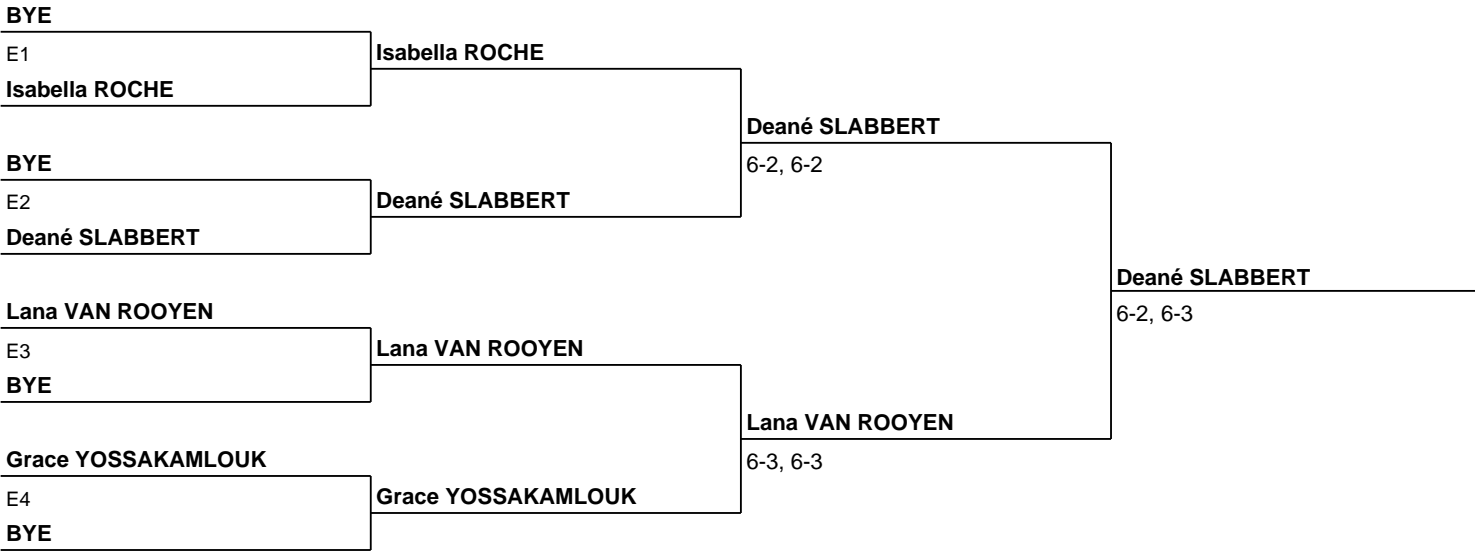 BYE
E1
Isabella ROCHE
Isabella ROCHE
BYE
E2
Deané SLABBERT
Deané SLABBERT
Deané SLABBERT
6-2, 6-2
Lana VAN ROOYEN
E3
BYE
Lana VAN ROOYEN
Grace YOSSAKAMLOUK
E4
BYE
Grace YOSSAKAMLOUK
Lana VAN ROOYEN
6-3, 6-3
Deané SLABBERT
6-2, 6-3